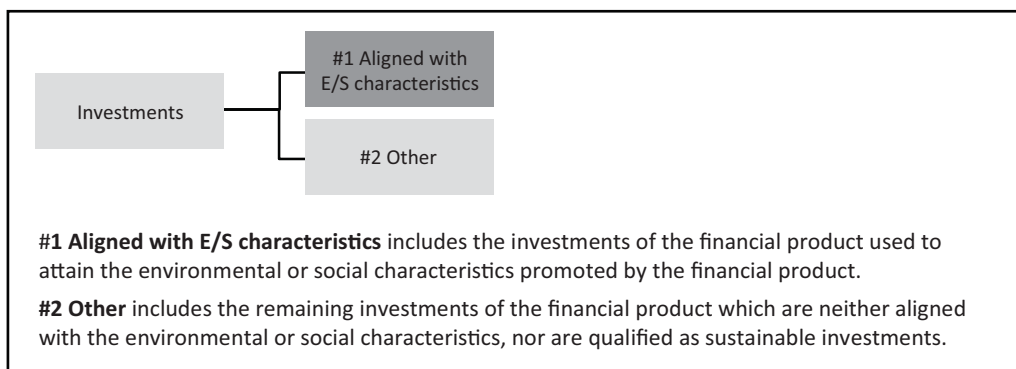 #1 Aligned with
E/S characteristics
Investments
#2 Other
#1 Aligned with E/S characteristics includes the investments of the financial product used to
attain the environmental or social characteristics promoted by the financial product.
#2 Other includes the remaining investments of the financial product which are neither aligned
with the environmental or social characteristics, nor are qualified as sustainable investments.